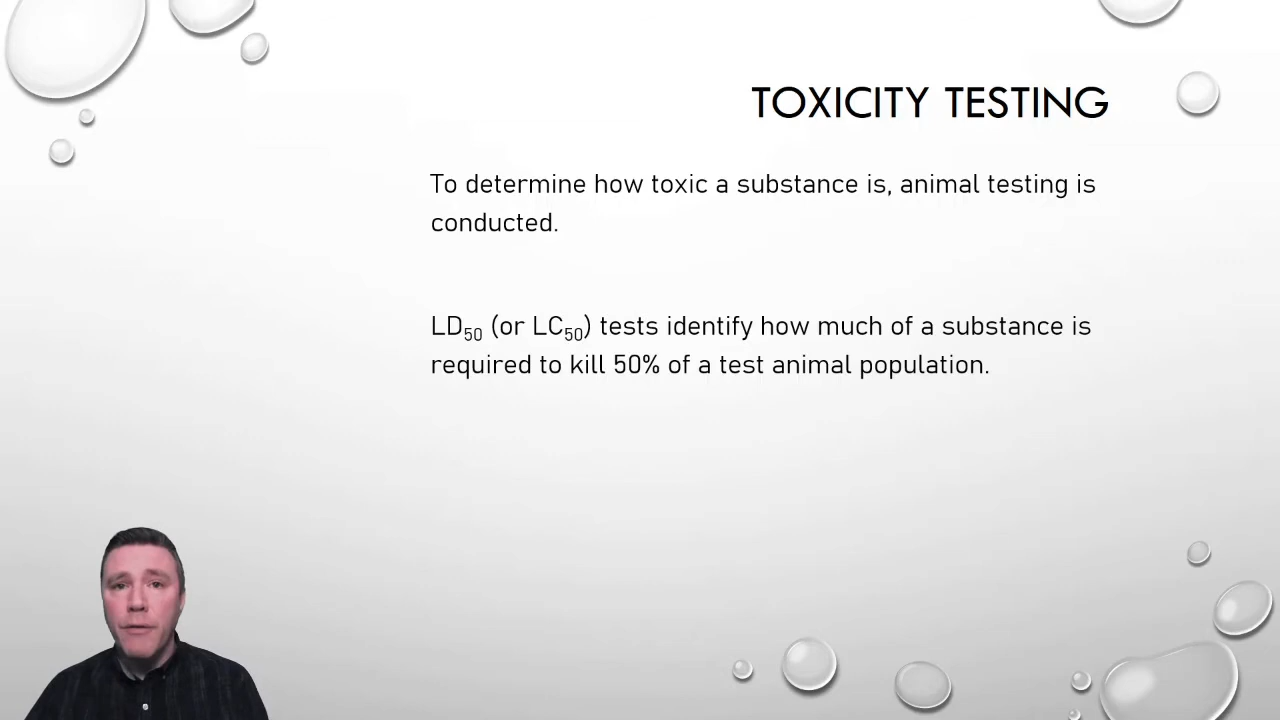 TOXICITY TESTING
To determine how toxic a substance is, animal testing is
conducted.
LD₅₀ (or LC₅₀) tests identify how much of a substance is
required to kill 50% of a test animal population.